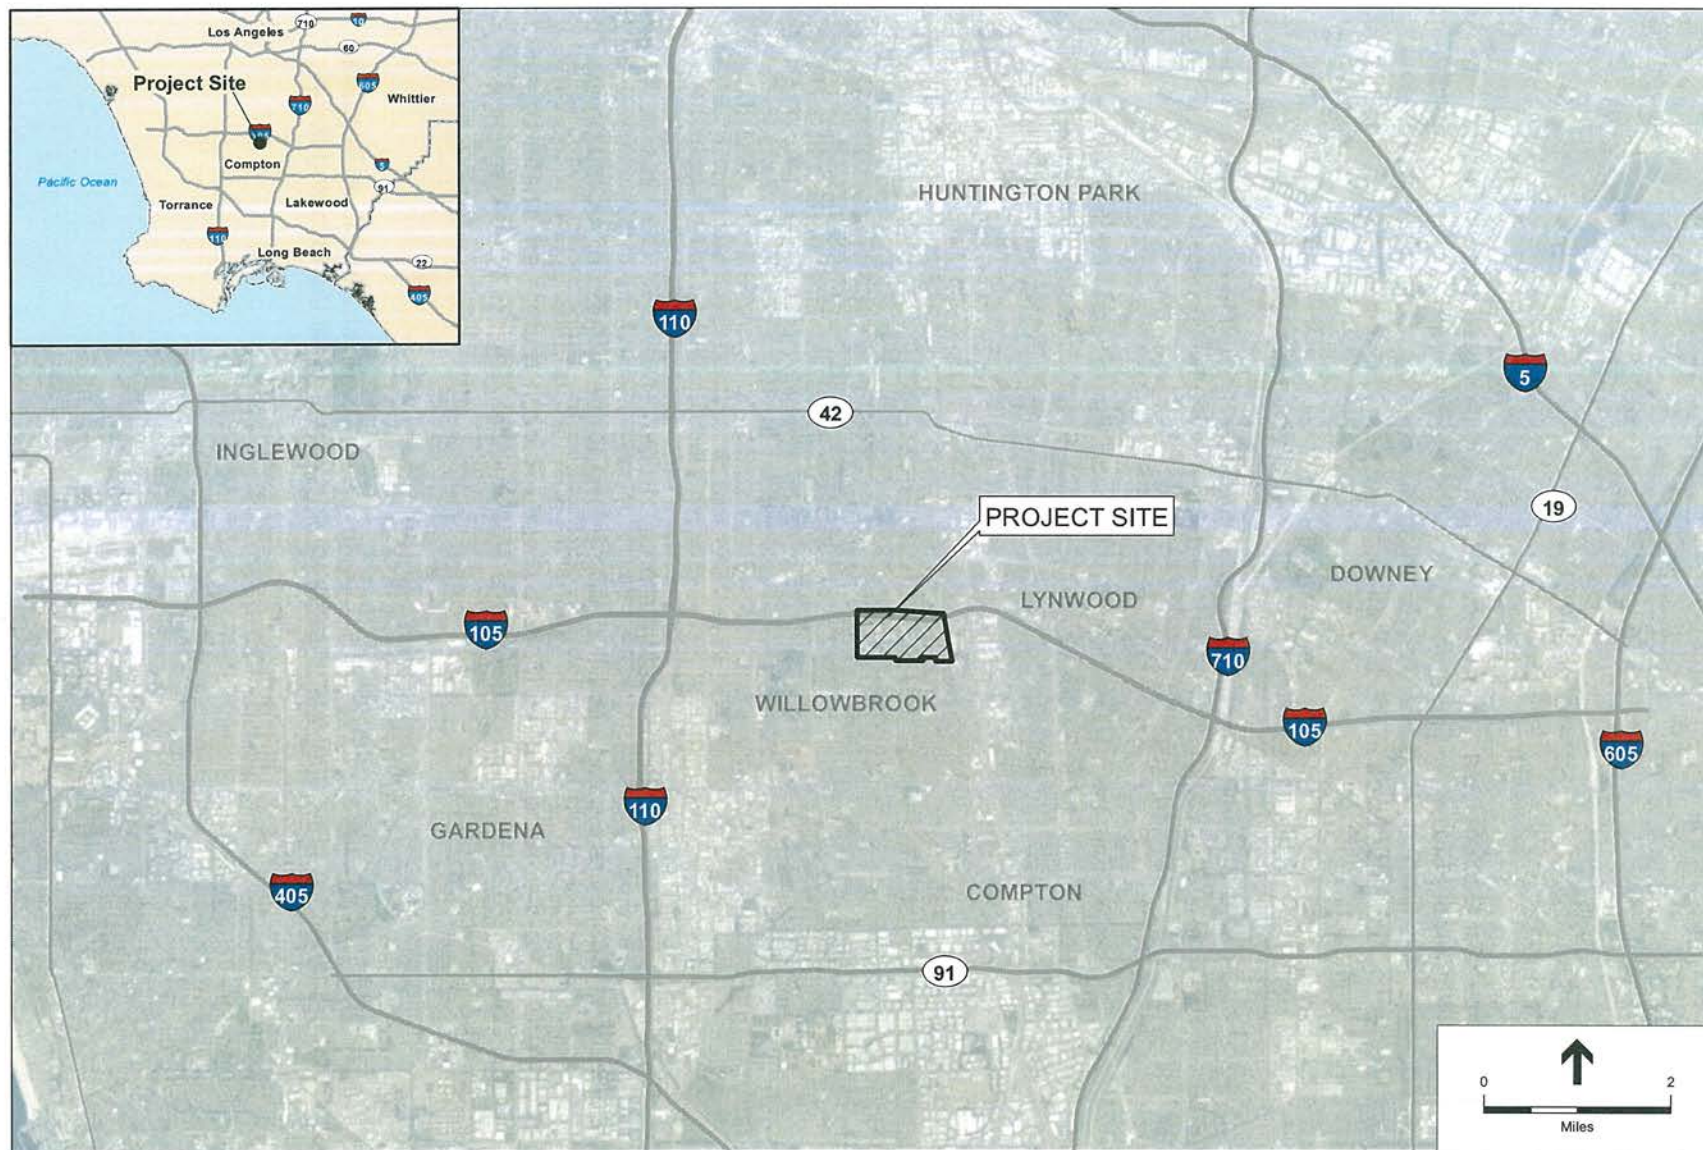 710
10
Los Angeles
60
Project Site
605
710
Whittier
105
Compton
5
91
Pacific Ocean
Torrance
Lakewood
110
Long Beach
22
405
HUNTINGTON PARK
110
5
42
INGLEWOOD
19
PROJECT SITE
DOWNEY
LYNWOOD
105
710
WILLOWBROOK
105
605
110
GARDENA
405
COMPTON
91
0 2
Miles